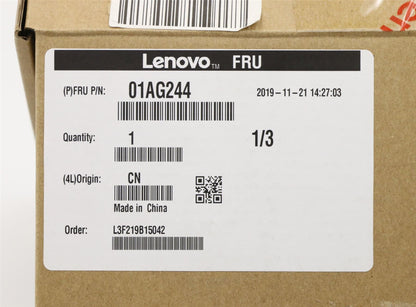 Lenovo™ FRU
(P)FRU P/N: 01AG244 2019-11-21 14:27:03
Quantity: 1 1/3
(4L)Origin: CN
Made in China
Order: L3F219B15042